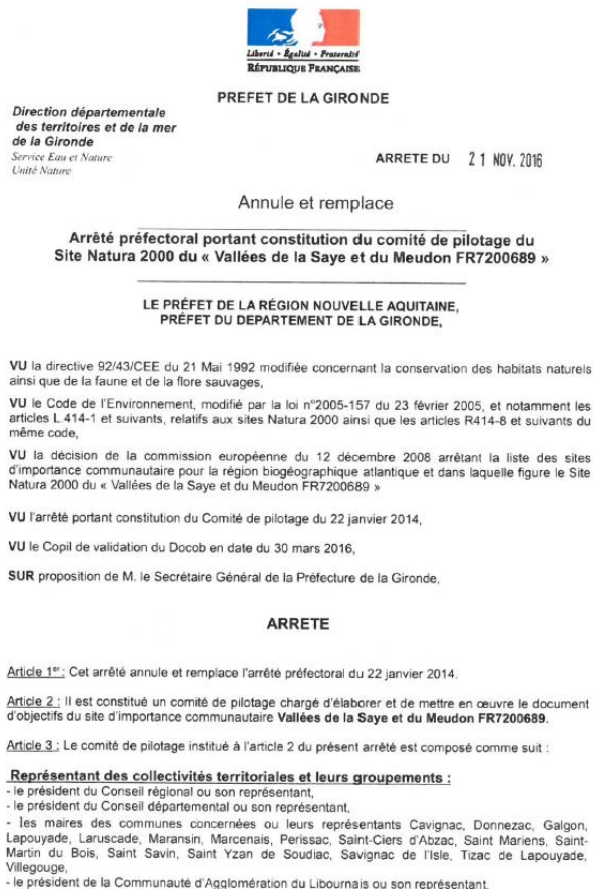 Liberté • Égalité • Fraternité
RÉPUBLIQUE FRANÇAISE
PREFET DE LA GIRONDE
Direction départementale
des territoires et de la mer
de la Gironde
Service Eau et Nature
Unité Nature
ARRETE DU 21 NOV. 2016
Annule et remplace
Arrêté préfectoral portant constitution du comité de pilotage du
Site Natura 2000 du « Vallées de la Saye et du Meudon FR7200689 »
LE PRÉFET DE LA RÉGION NOUVELLE AQUITAINE,
PRÉFET DU DEPARTEMENT DE LA GIRONDE,
VU la directive 92/43/CEE du 21 Mai 1992 modifiée concernant la conservation des habitats naturels
ainsi que de la faune et de la flore sauvages,
VU le Code de l'Environnement, modifié par la loi n°2005-157 du 23 février 2005, et notamment les
articles L.414-1 et suivants, relatifs aux sites Natura 2000 ainsi que les articles R414-8 et suivants du
même code,
VU la décision de la commission européenne du 12 décembre 2008 arrêtant la liste des sites
d'importance communautaire pour la région biogéographique atlantique et dans laquelle figure le Site
Natura 2000 du « Vallées de la Saye et du Meudon FR7200689 »
VU l'arrêté portant constitution du Comité de pilotage du 22 janvier 2014,
VU le Copil de validation du Docob en date du 30 mars 2016,
SUR proposition de M. le Secrétaire Général de la Préfecture de la Gironde,
ARRETE
Article 1er : Cet arrêté annule et remplace l'arrêté préfectoral du 22 janvier 2014.
Article 2 : Il est constitué un comité de pilotage chargé d'élaborer et de mettre en œuvre le document
d'objectifs du site d'importance communautaire Vallées de la Saye et du Meudon FR7200689.
Article 3 : Le comité de pilotage institué à l'article 2 du présent arrêté est composé comme suit :
Représentant des collectivités territoriales et leurs groupements :
- le président du Conseil régional ou son représentant,
- le président du Conseil départemental ou son représentant,
- les maires des communes concernées ou leurs représentants Cavignac, Donnezac, Galgon,
Lapouyade, Laruscade, Maransin, Marcenais, Perissac, Saint-Ciers d'Abzac, Saint Mariens, Saint-
Martin du Bois, Saint Savin, Saint Yzan de Soudiac, Savignac de l'Isle, Tizac de Lapouyade,
Villegouge,
- le président de la Communauté d'Agglomération du Libournais ou son représentant,